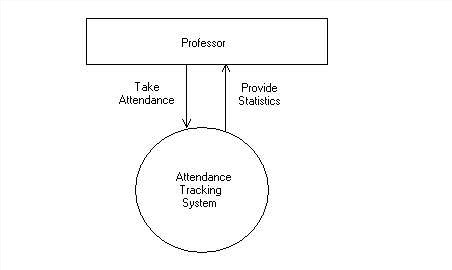 Professor
Take
Attendance
Provide
Statistics
Attendance
Tracking
System